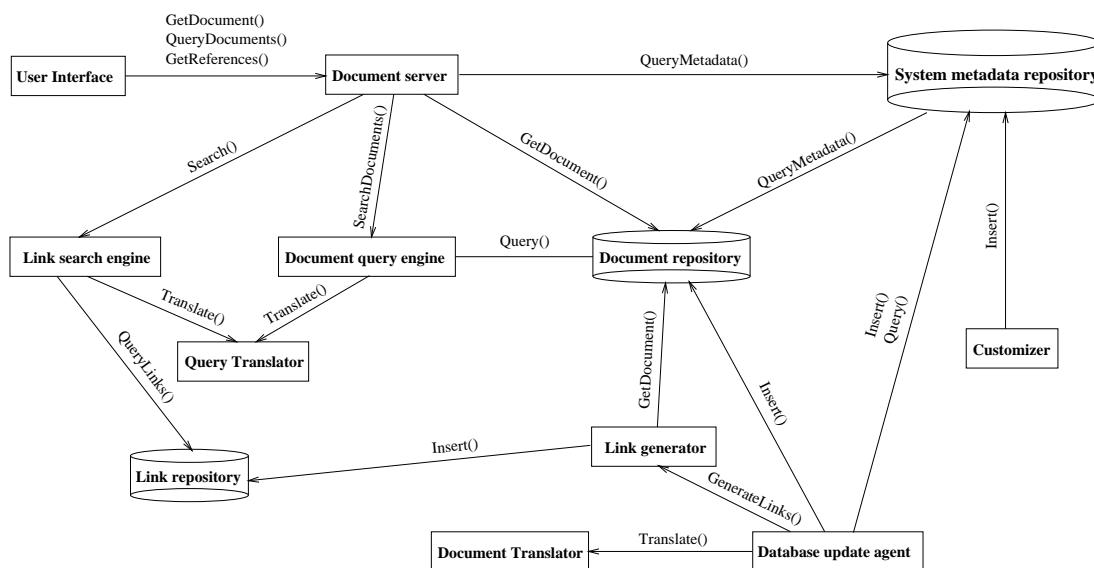 GetDocument()
QueryDocuments()
GetReferences()
User Interface
Document server
QueryMetadata()
System metadata repository
Search()
SearchDocuments()
GetDocument()
QueryMetadata()
Insert()
Link search engine
Document query engine
Query()
Document repository
Translate()
Translate()
Insert()
Query()
Query Translator
Customizer
QueryLinks()
GetDocument()
Insert()
Link repository
Insert()
Link generator
GenerateLinks()
Document Translator
Translate()
Database update agent